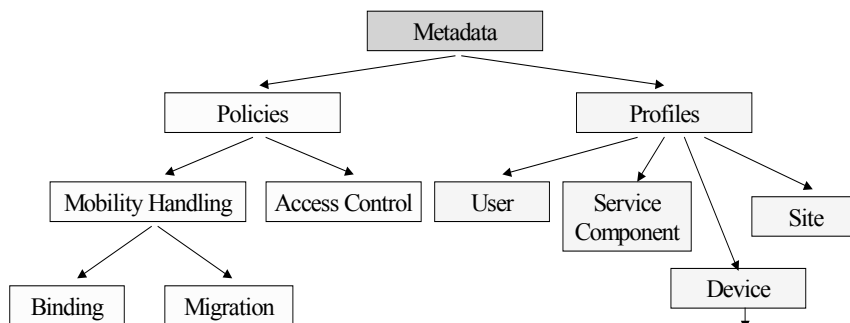 Metadata
Policies
Profiles
Mobility Handling
Access Control
User
Service
Component
Site
Binding
Migration
Device